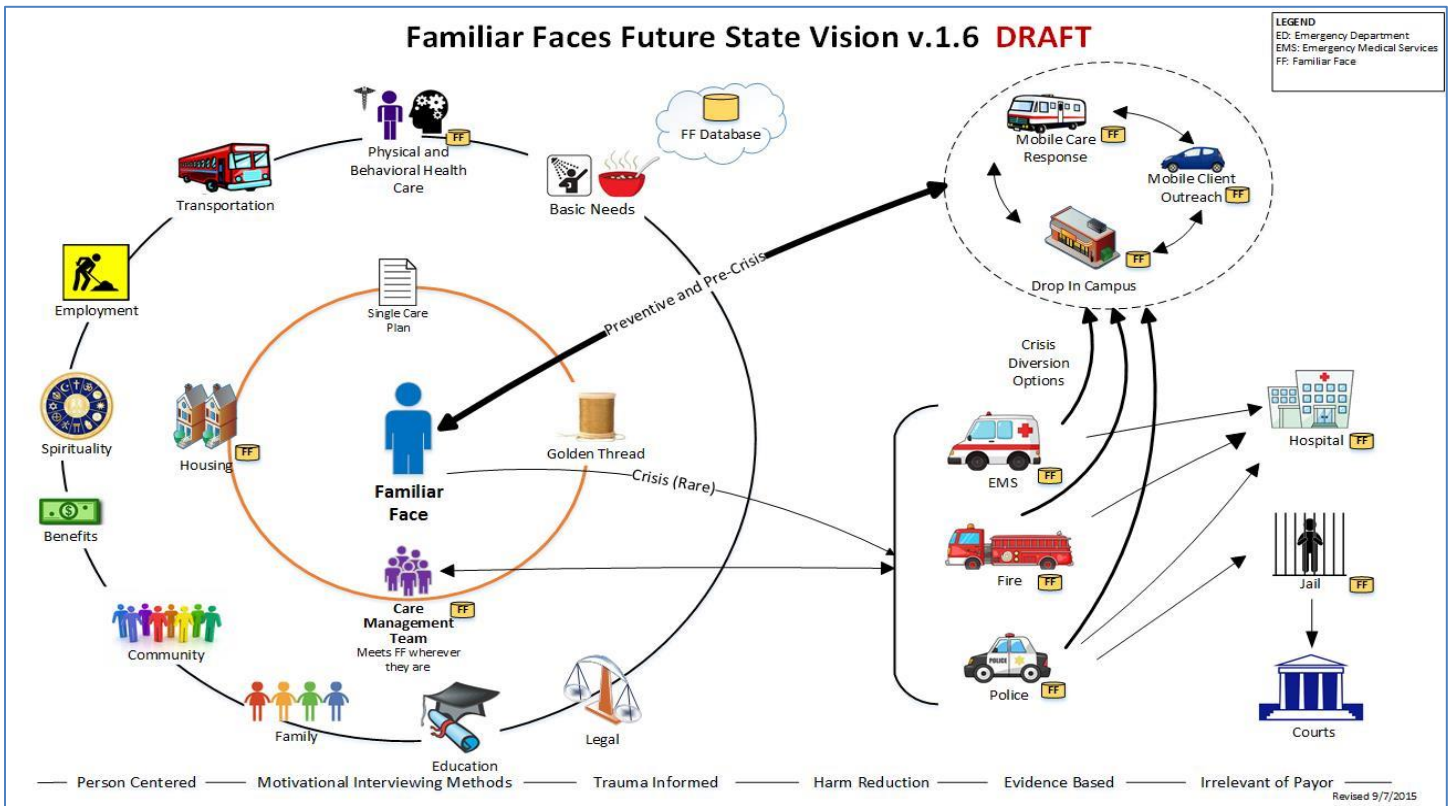 Familiar Faces Future State Vision v.1.6 DRAFT
LEGEND
ED: Emergency Department
EMS: Emergency Medical Services
FF: Familiar Face
FF
Physical and
Behavioral Health
Care
Transportation
Basic Needs
FF Database
Mobile Care
Response
FF
Mobile Client
Outreach
FF
FF
Drop In Campus
Employment
Single Care
Plan
Preventive and Pre-Crisis
Crisis
Diversion
Options
Spirituality
Housing
FF
Familiar
Face
Golden Thread
Crisis (Rare)
EMS
FF
Hospital
FF
Benefits
Fire
FF
Jail
FF
Care
Management
Team
FF
Meets FF wherever
they are
Community
POLICE
Police
FF
Family
Education
Legal
Courts
Person Centered
Motivational Interviewing Methods
Trauma Informed
Harm Reduction
Evidence Based
Irrelevant of Payor
Revised 9/7/2015